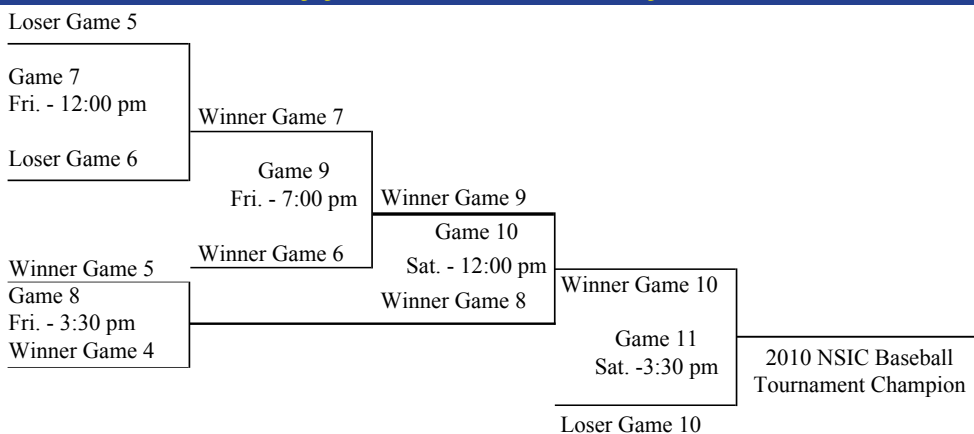 Loser Game 5
Game 7
Fri. - 12:00 pm
Loser Game 6
Winner Game 7
Game 9
Fri. - 7:00 pm
Winner Game 6
Winner Game 5
Game 8
Fri. - 3:30 pm
Winner Game 4
Winner Game 9
Game 10
Sat. - 12:00 pm
Winner Game 8
Winner Game 10
Game 11
Sat. -3:30 pm
Loser Game 10
2010 NSIC Baseball
Tournament Champion